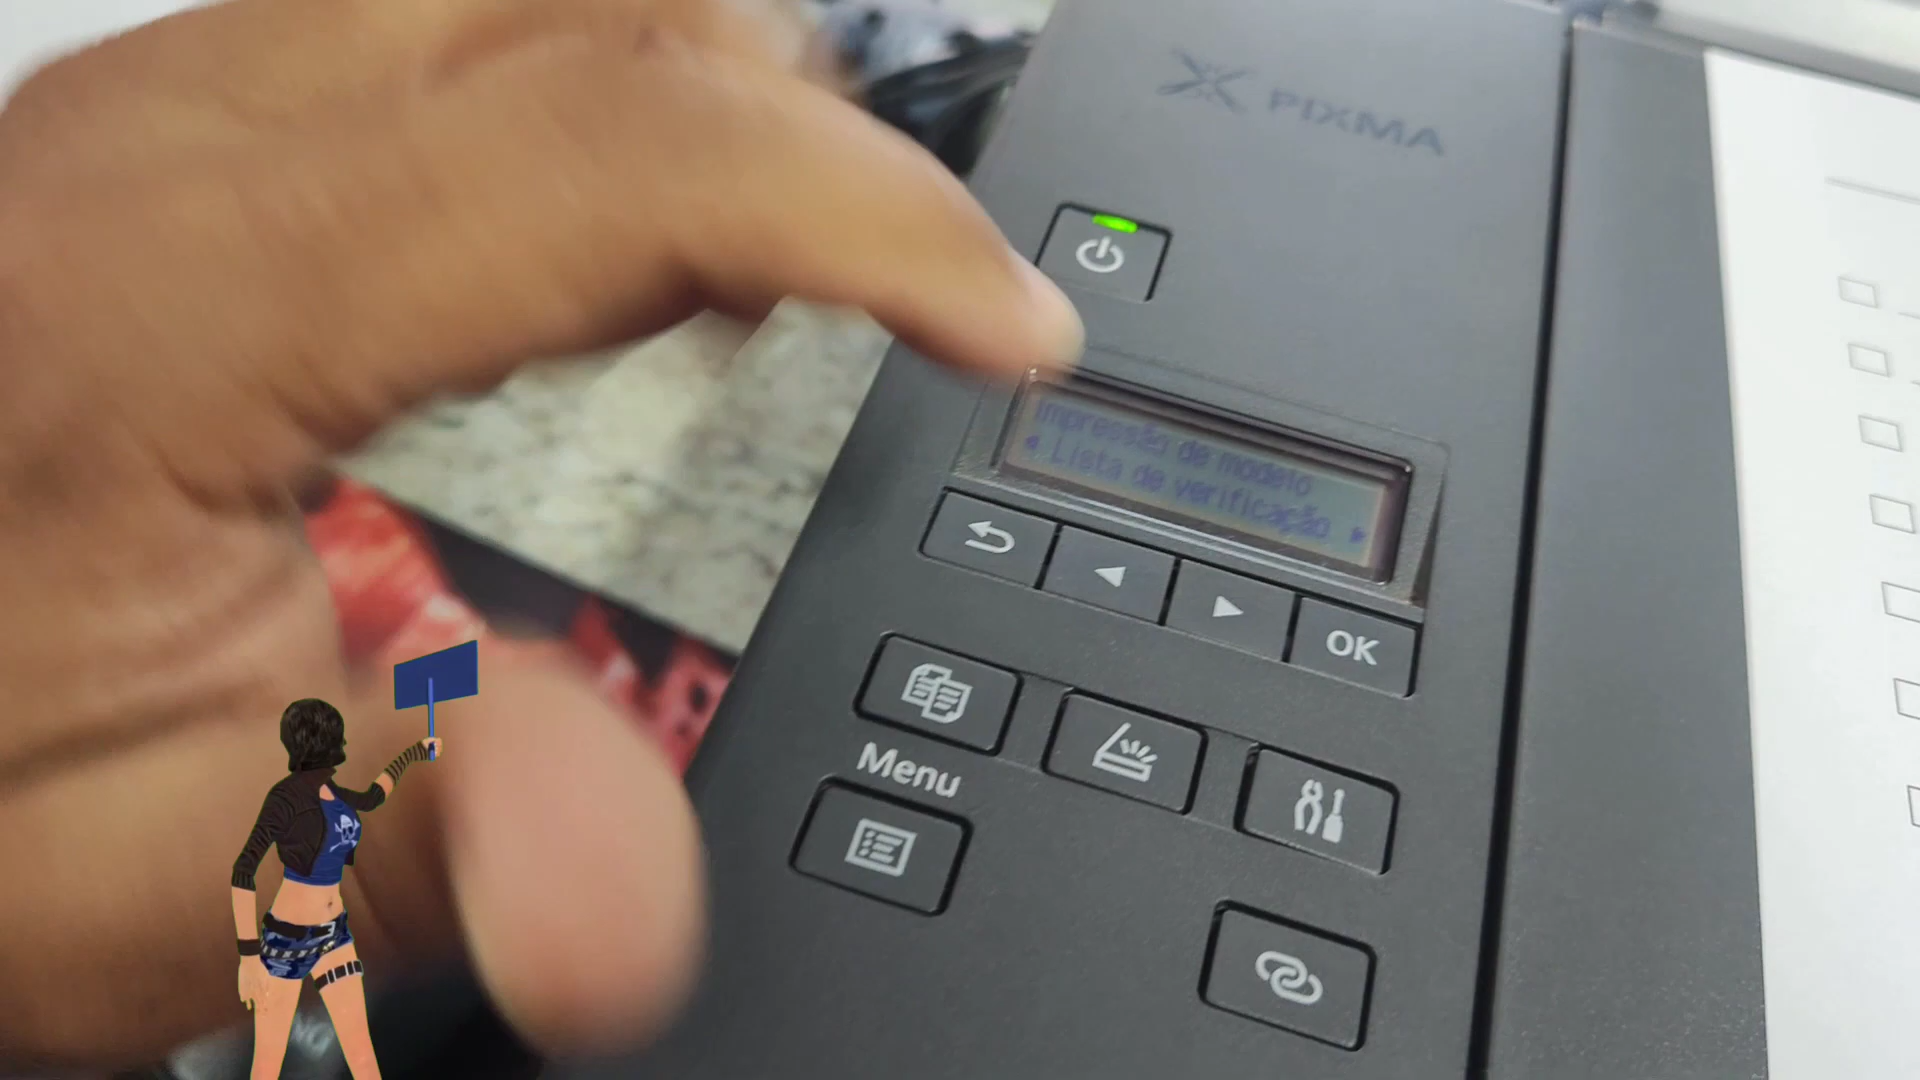 PIXMA
Impressão de modelo
Lista de verificação
OK
Menu